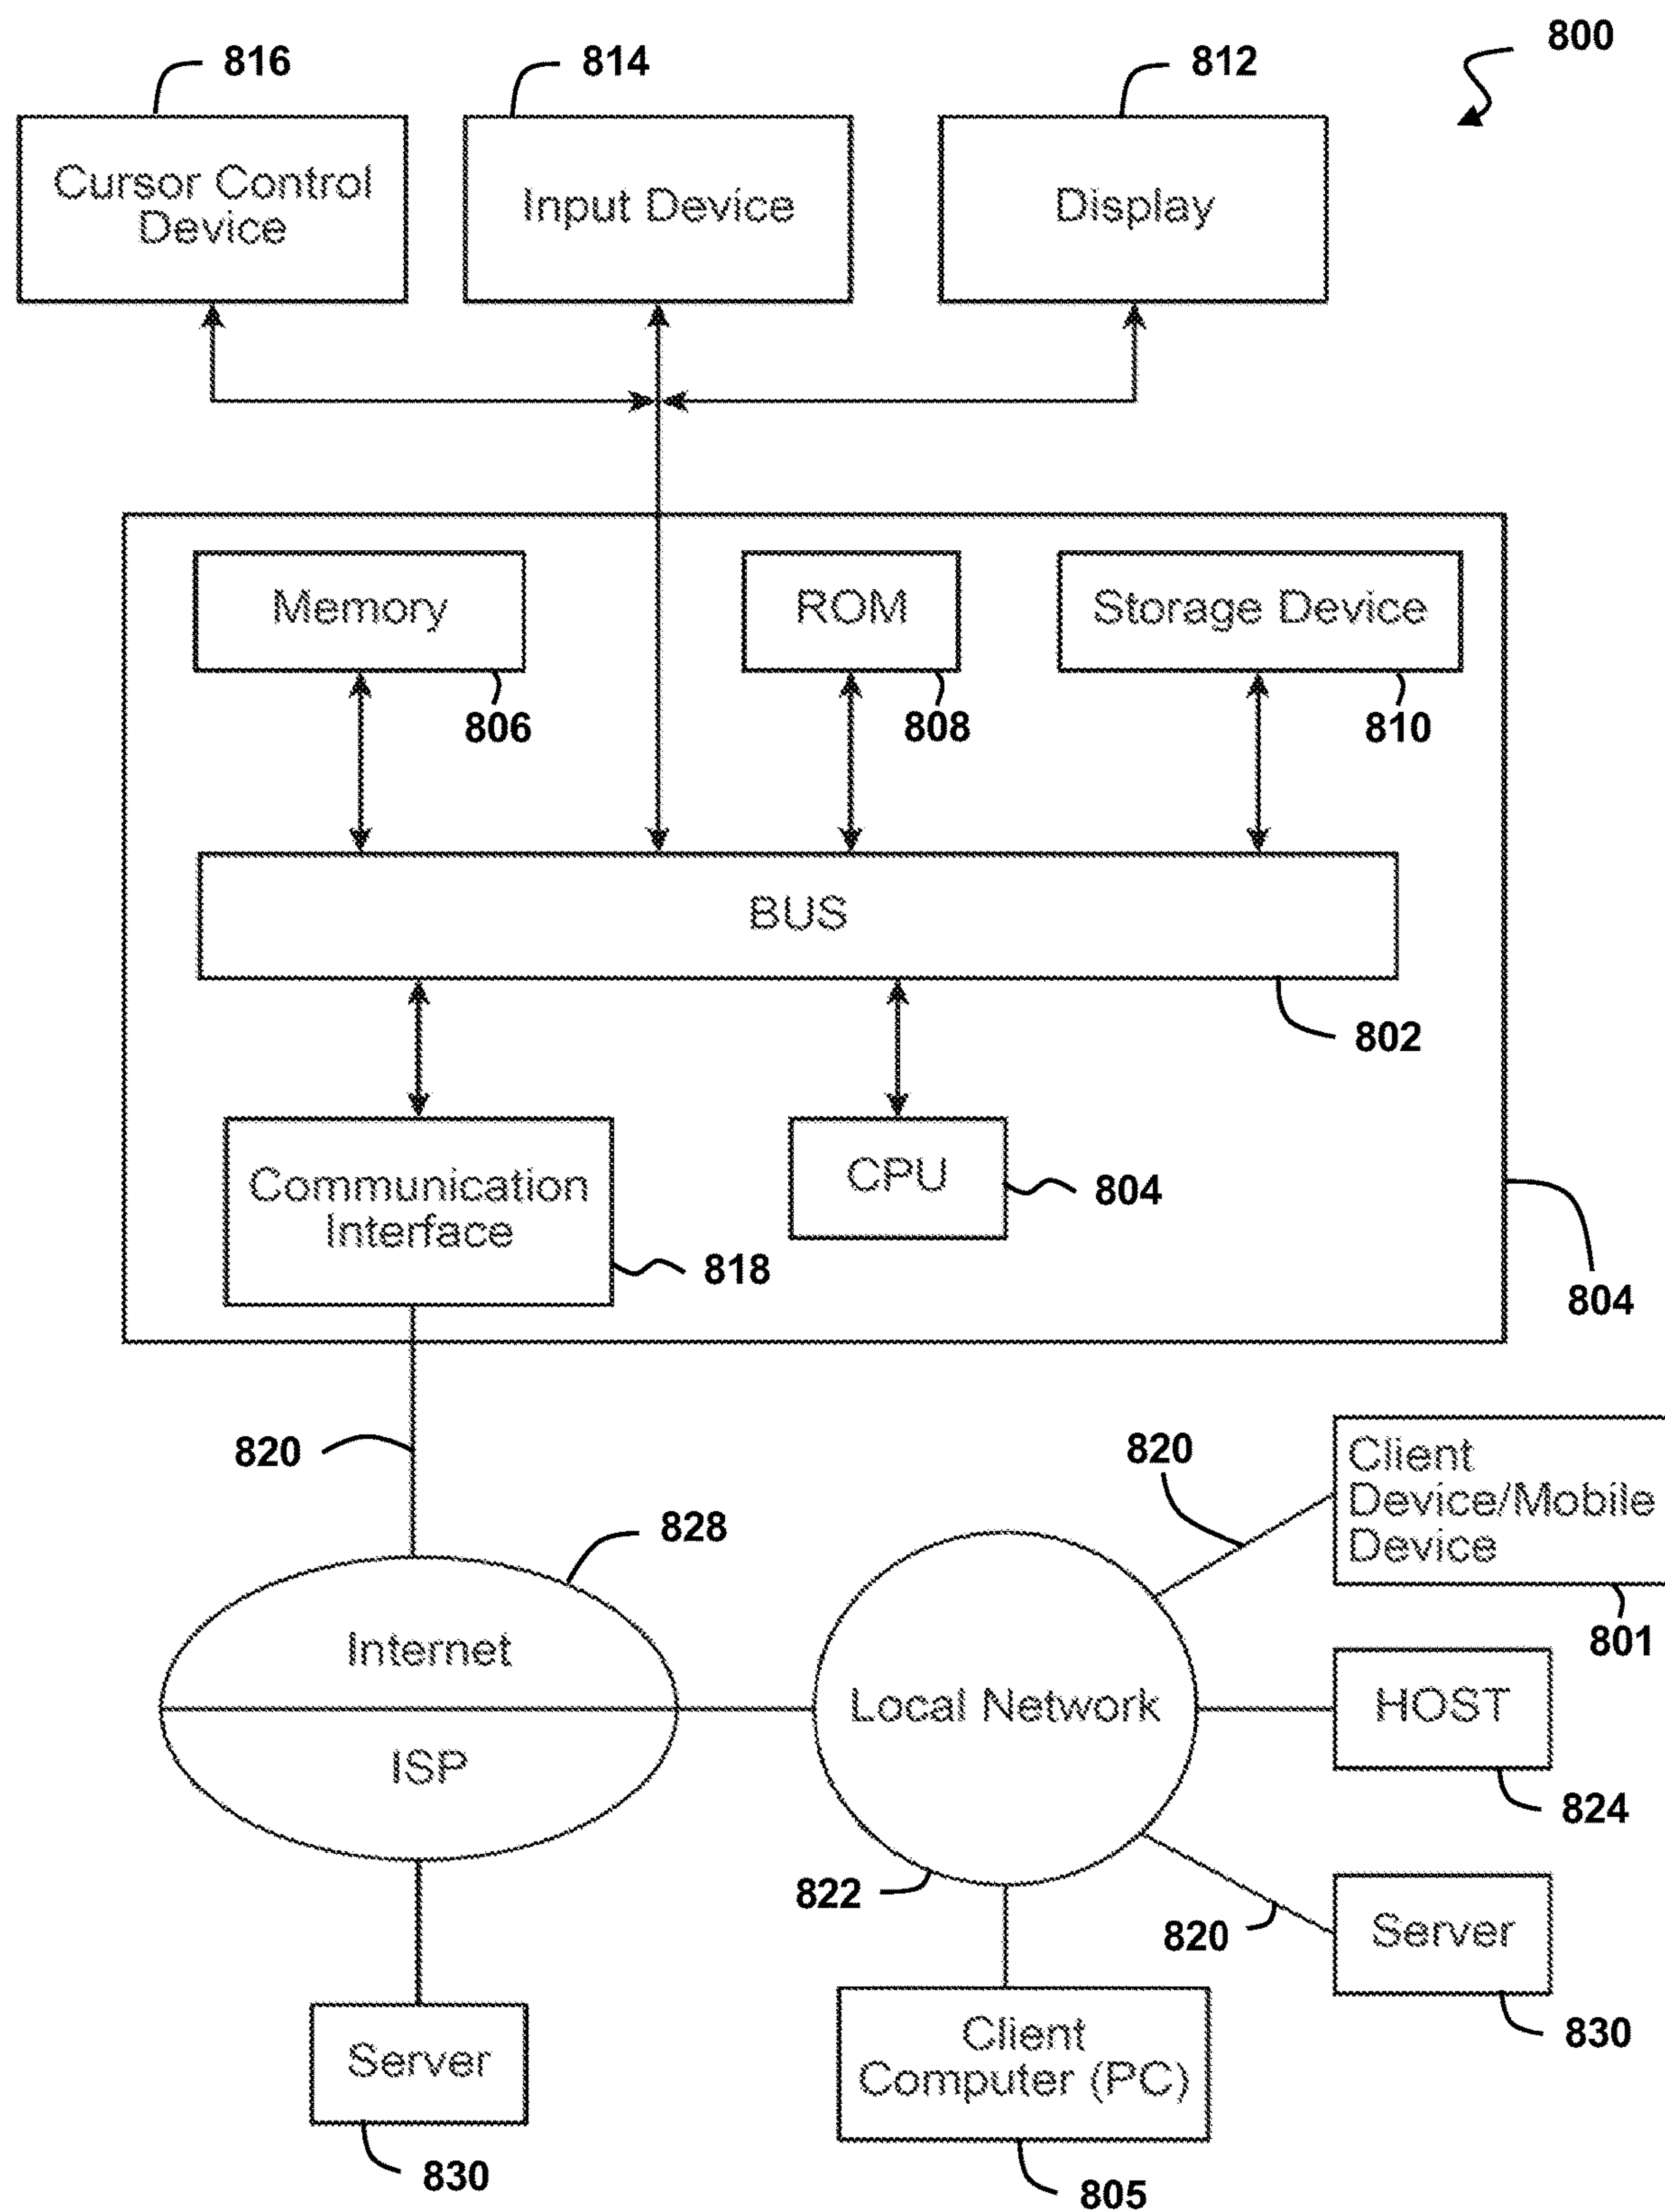 800
816
814
812
Cursor Control
Device
Input Device
Display
Memory
ROM
Storage Device
806
808
810
BUS
802
Communication
Interface
CPU
804
818
804
820
820
Client
Device/Mobile
Device
828
801
Internet
Local Network
HOST
ISP
824
822
820
Server
830
Server
Client
Computer (PC)
830
805